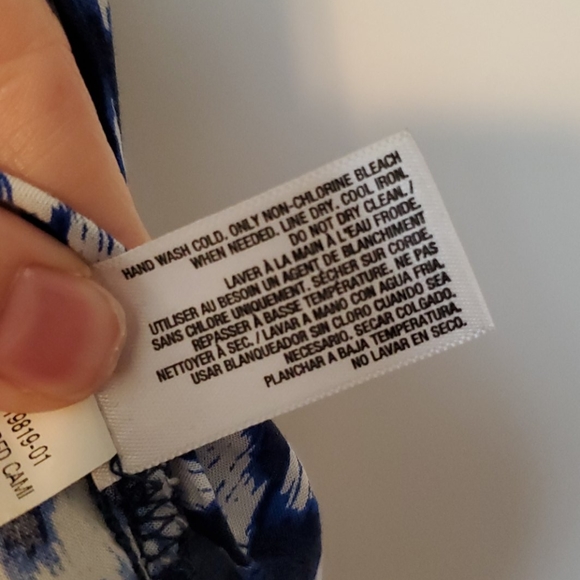 HAND WASH COLD. ONLY NON-CHLORINE BLEACH
WHEN NEEDED. LINE DRY. COOL IRON.
DO NOT DRY CLEAN. /
LAVER À LA MAIN À L'EAU FROIDE.
UTILISER AU BESOIN UN AGENT DE BLANCHIMENT
SANS CHLORE UNIQUEMENT. SÉCHER SUR CORDE.
REPASSER À BASSE TEMPÉRATURE. NE PAS
NETTOYER À SEC. / LAVAR À MANO CON AGUA FRIA.
USAR BLANQUEADOR SIN CLORO CUANDO SEA
NECESARIO. SECAR COLGADO.
PLANCHAR A BAJA TEMPERATURA.
NO LAVAR EN SECO.
9819-01
CAMI